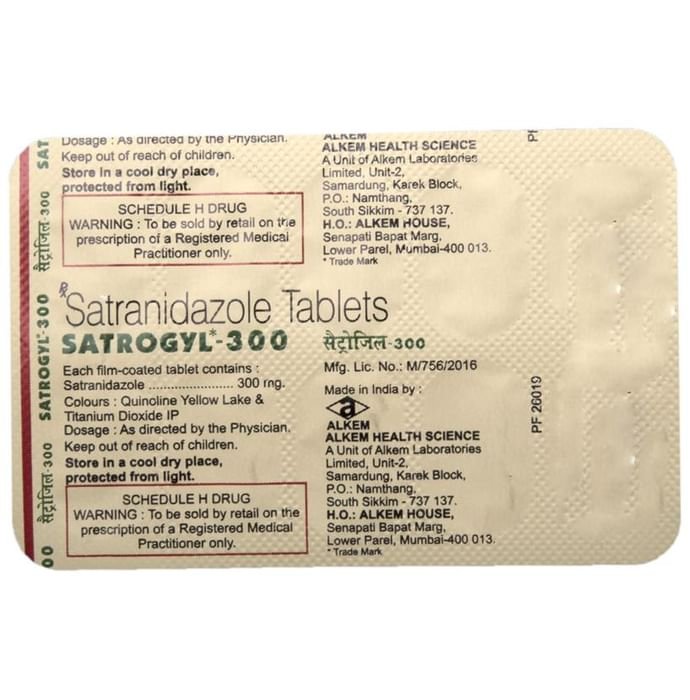 Dosage : As directed by the Physician.
Keep out of reach of children.
Store in a cool dry place,
protected from light.
SCHEDULE H DRUG
WARNING : To be sold by retail on the
prescription of a Registered Medical
Practitioner only.
ALKEM
ALKEM HEALTH SCIENCE
A Unit of Alkem Laboratories
Limited, Unit-2,
Samardung, Karek Block,
P.O.: Namthang,
South Sikkim - 737 137.
H.O.: ALKEM HOUSE,
Senapati Bapat Marg,
Lower Parel, Mumbai-400 013.
* Trade Mark
Rx
Satranidazole Tablets
SATROGYL*-300
सैट्रोजिल-300
Each film-coated tablet contains :
Satranidazole ..................... 300 mg.
Colours : Quinoline Yellow Lake &
Titanium Dioxide IP
Dosage : As directed by the Physician.
Keep out of reach of children.
Store in a cool dry place,
protected from light.
SCHEDULE H DRUG
WARNING : To be sold by retail on the
prescription of a Registered Medical
Practitioner only.
Mfg. Lic. No.: M/756/2016
Made in India by :
a
ALKEM
ALKEM HEALTH SCIENCE
A Unit of Alkem Laboratories
Limited, Unit-2,
Samardung, Karek Block,
P.O.: Namthang,
South Sikkim - 737 137.
H.O.: ALKEM HOUSE,
Senapati Bapat Marg,
Lower Parel, Mumbai-400 013.
* Trade Mark
00 सैट्रोजिल-300 SATROGYL*-300 सैट्रोजिल-300 SAT
PF 26019
PF